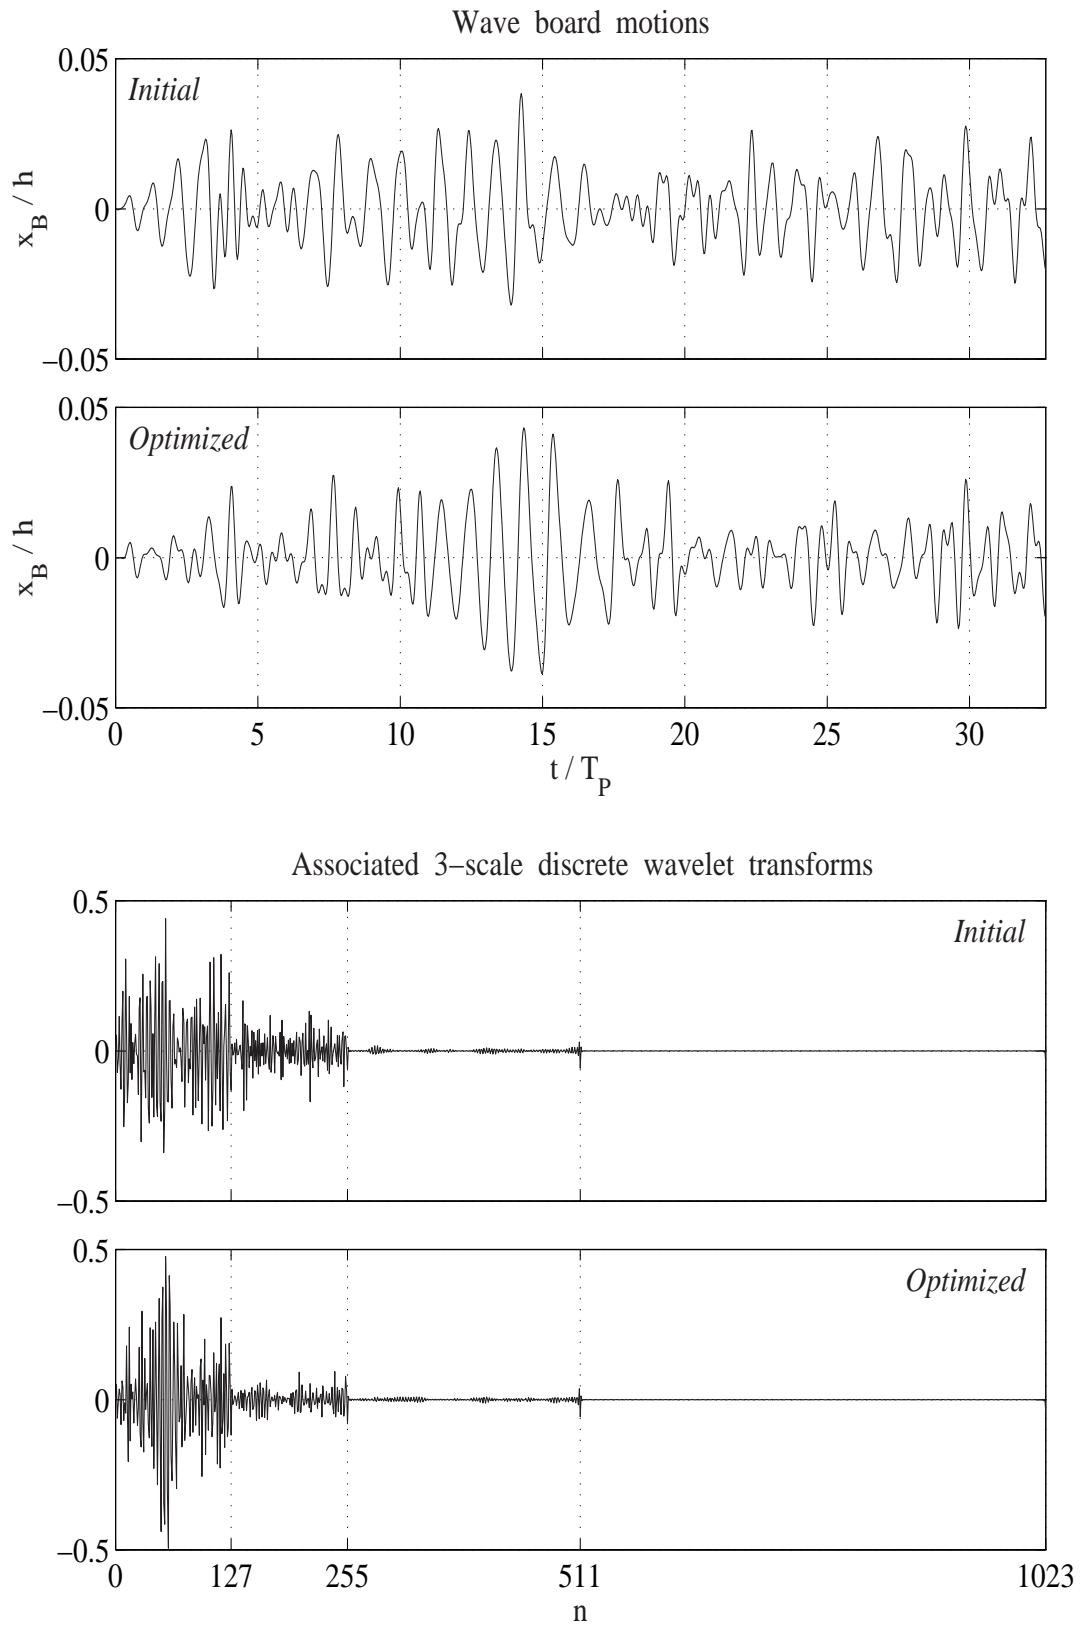 Wave board motions
0.05
Initial
x_B / h
0
−0.05
0.05
Optimized
x_B / h
0
−0.05
0 5 10 15 20 25 30
t / T_P
Associated 3−scale discrete wavelet transforms
0.5
Initial
0
−0.5
0.5
Optimized
0
−0.5
0 127 255 511 1023
n